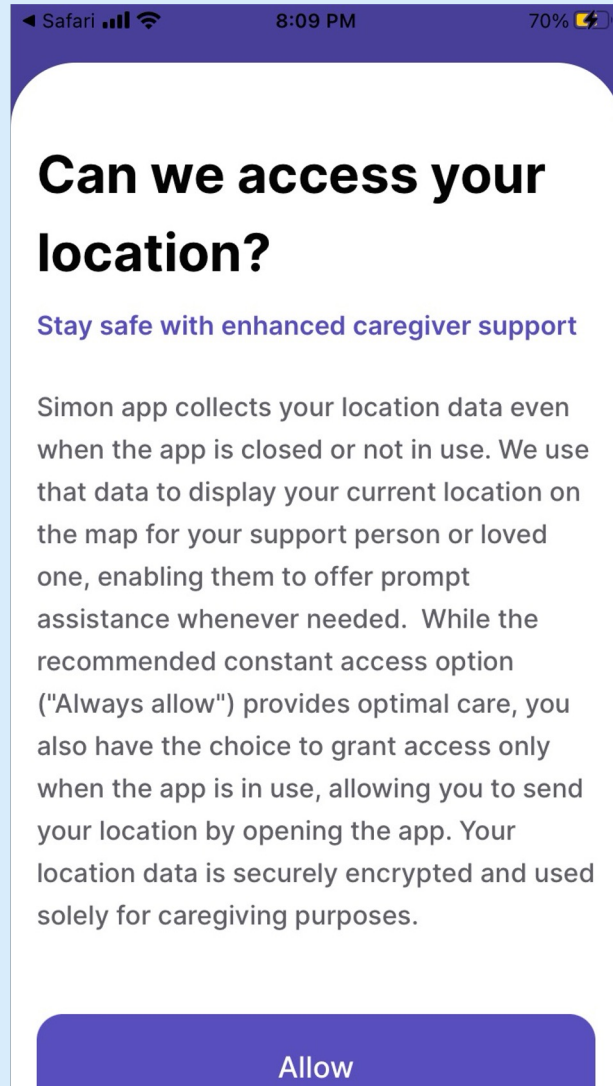 ◀ Safari 8:09 PM 70%
Can we access your
location?
Stay safe with enhanced caregiver support
Simon app collects your location data even
when the app is closed or not in use. We use
that data to display your current location on
the map for your support person or loved
one, enabling them to offer prompt
assistance whenever needed.  While the
recommended constant access option
("Always allow") provides optimal care, you
also have the choice to grant access only
when the app is in use, allowing you to send
your location by opening the app. Your
location data is securely encrypted and used
solely for caregiving purposes.
Allow